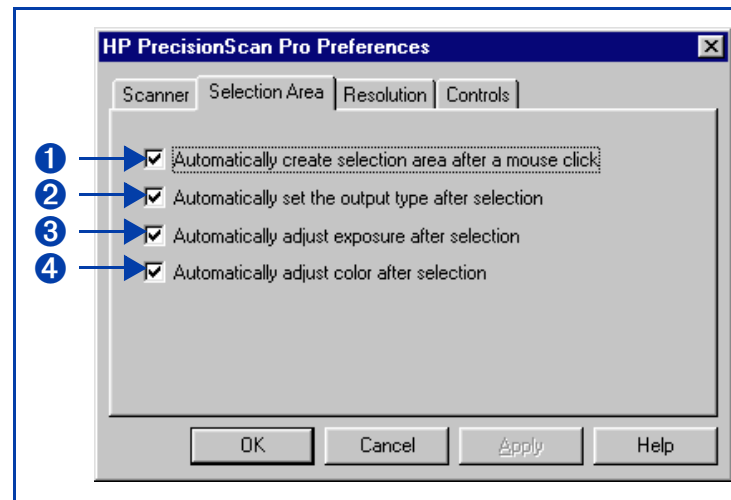 HP PrecisionScan Pro Preferences
Scanner Selection Area Resolution Controls
1 Automatically create selection area after a mouse click
2 Automatically set the output type after selection
3 Automatically adjust exposure after selection
4 Automatically adjust color after selection
OK Cancel Apply Help